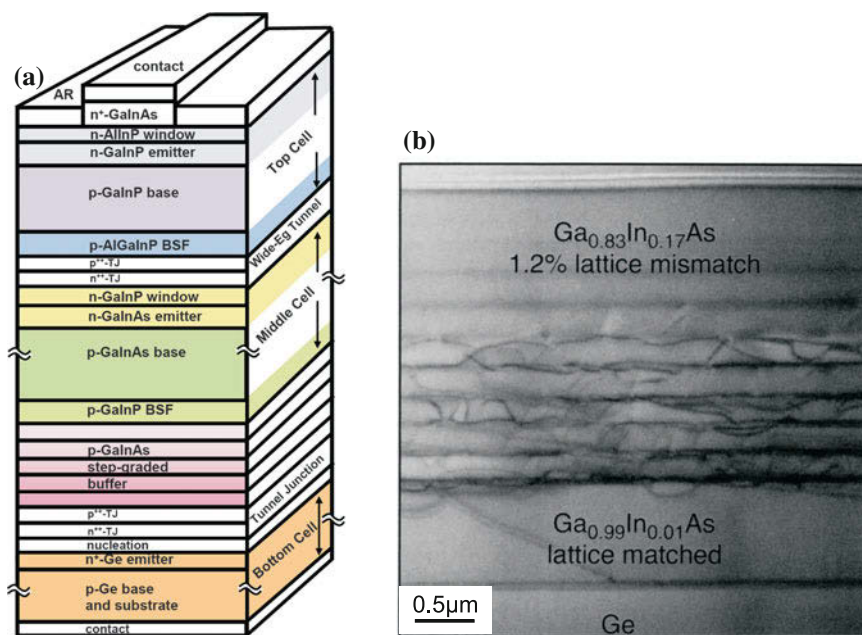 (a)
contact
AR
n⁺-GaInAs
n-AlInP window
n-GaInP emitter
p-GaInP base
p-AlGaInP BSF
p⁺⁺-TJ
n⁺⁺-TJ
n-GaInP window
n-GaInAs emitter
p-GaInAs base
p-GaInP BSF
p-GaInAs
step-graded
buffer
p⁺⁺-TJ
n⁺⁺-TJ
nucleation
n⁺-Ge emitter
p-Ge base
and substrate
contact
Top Cell
Wide-Eg Tunnel
Middle Cell
Tunnel Junction
Bottom Cell
(b)
Ga₀.₈₃In₀.₁₇As
1.2% lattice mismatch
Ga₀.₉₉In₀.₀₁As
lattice matched
0.5μm
Ge